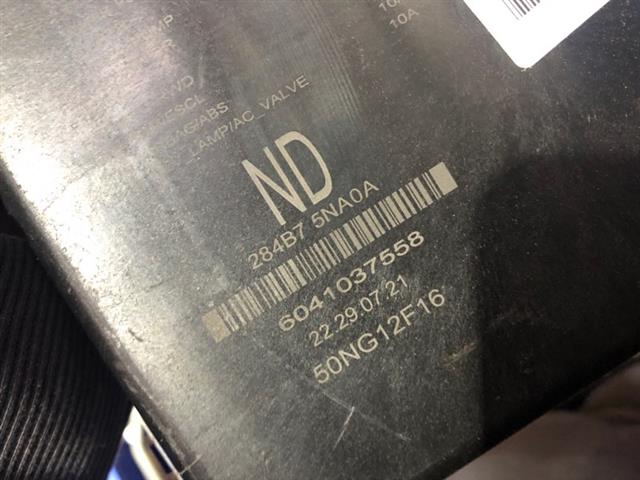 10A
LAMP/AC_VALVE
ND
284B7 5NA0A
6041037558
22.29.07.21
50NG12F16